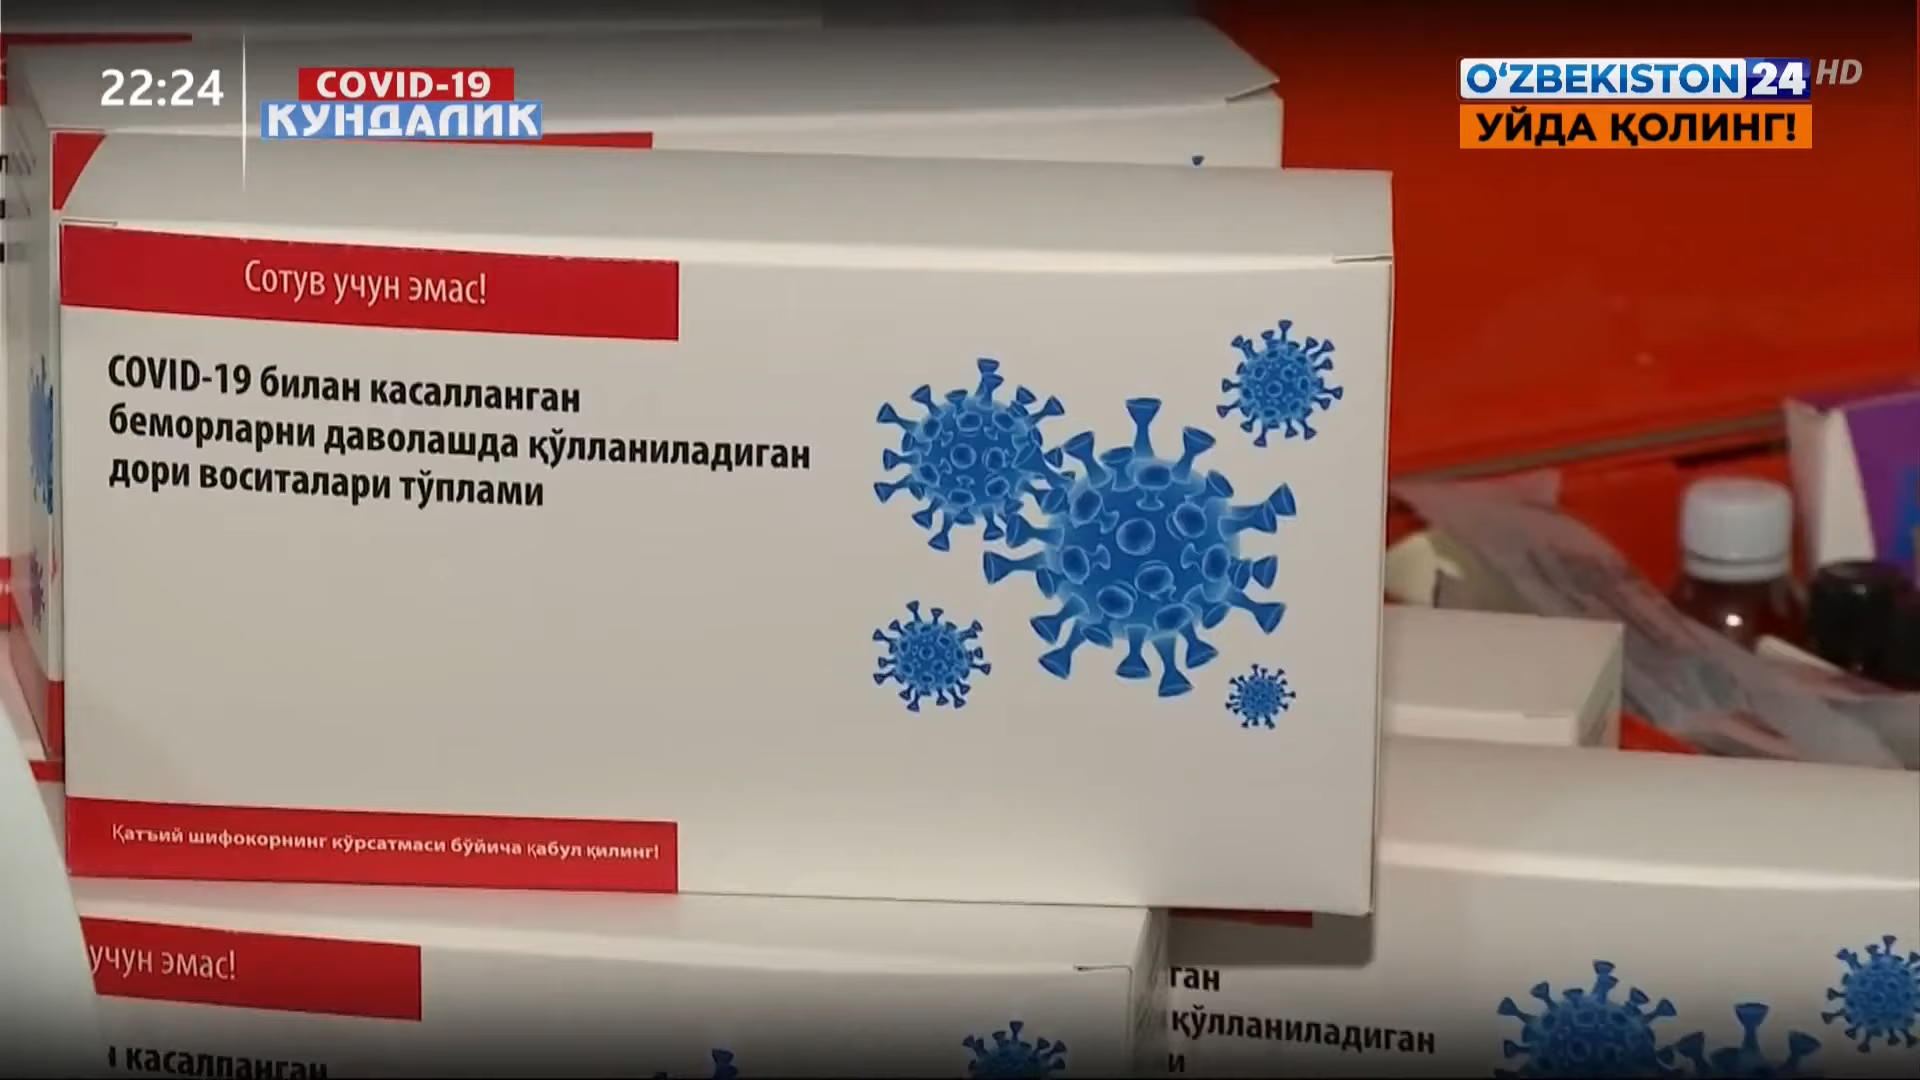 22:24
COVID-19
КУНДАЛИК
O‘ZBEKISTON 24 HD
УЙДА ҚОЛИНГ!
Сотув учун эмас!
COVID-19 билан касалланган
беморларни даволашда қўлланиладиган
дори воситалари тўплами
Қатъий шифокорнинг кўрсатмаси бўйича қабул қилинг!
учун эмас!
касалланган
ган
қўлланиладиган
и